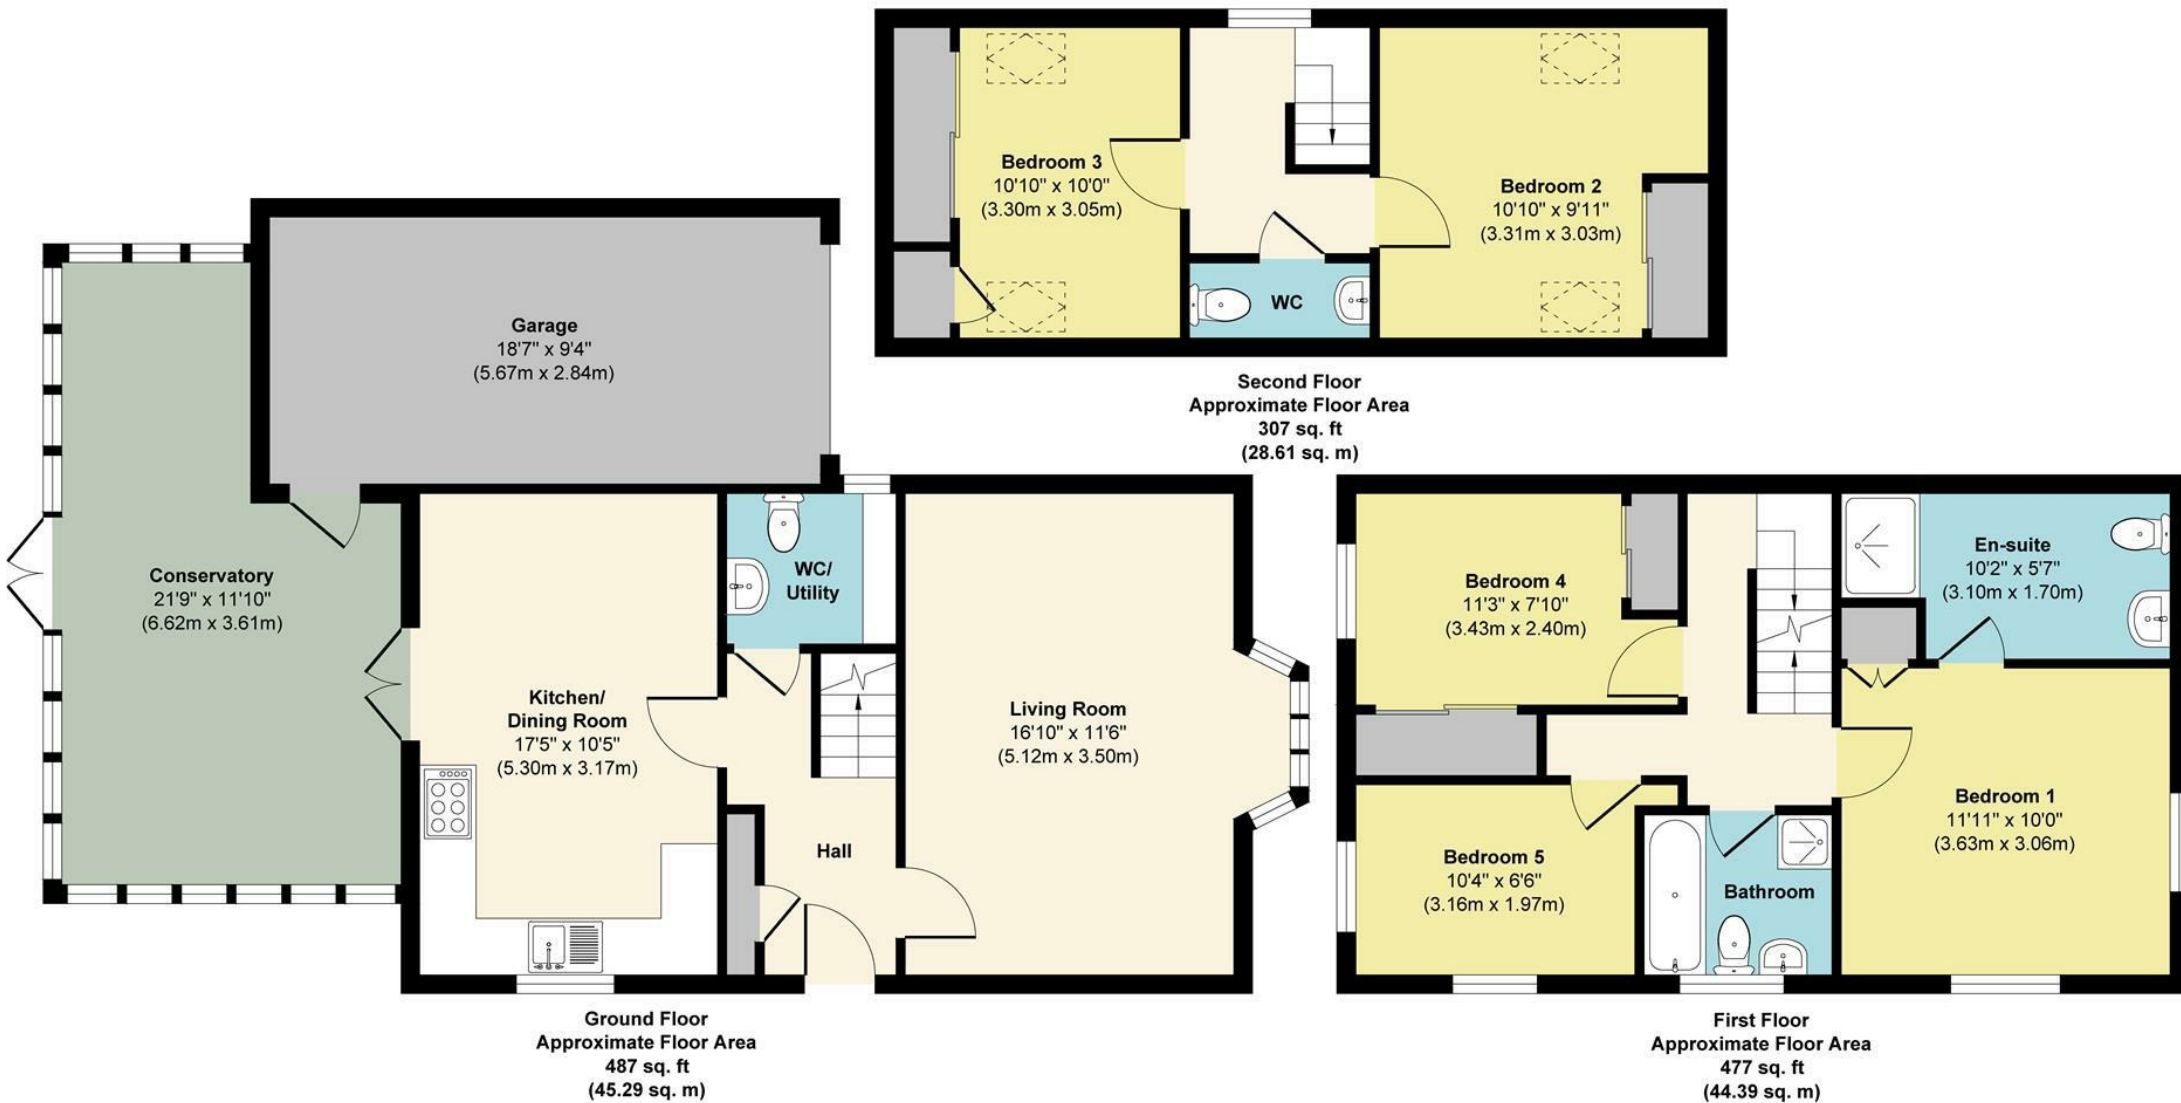 Bedroom 3
10'10" x 10'0"
(3.30m x 3.05m)
Bedroom 2
10'10" x 9'11"
(3.31m x 3.03m)
WC
Second Floor
Approximate Floor Area
307 sq. ft
(28.61 sq. m)
Garage
18'7" x 9'4"
(5.67m x 2.84m)
Conservatory
21'9" x 11'10"
(6.62m x 3.61m)
WC/
Utility
Kitchen/
Dining Room
17'5" x 10'5"
(5.30m x 3.17m)
Living Room
16'10" x 11'6"
(5.12m x 3.50m)
Hall
Ground Floor
Approximate Floor Area
487 sq. ft
(45.29 sq. m)
Bedroom 4
11'3" x 7'10"
(3.43m x 2.40m)
En-suite
10'2" x 5'7"
(3.10m x 1.70m)
Bedroom 1
11'11" x 10'0"
(3.63m x 3.06m)
Bedroom 5
10'4" x 6'6"
(3.16m x 1.97m)
Bathroom
First Floor
Approximate Floor Area
477 sq. ft
(44.39 sq. m)